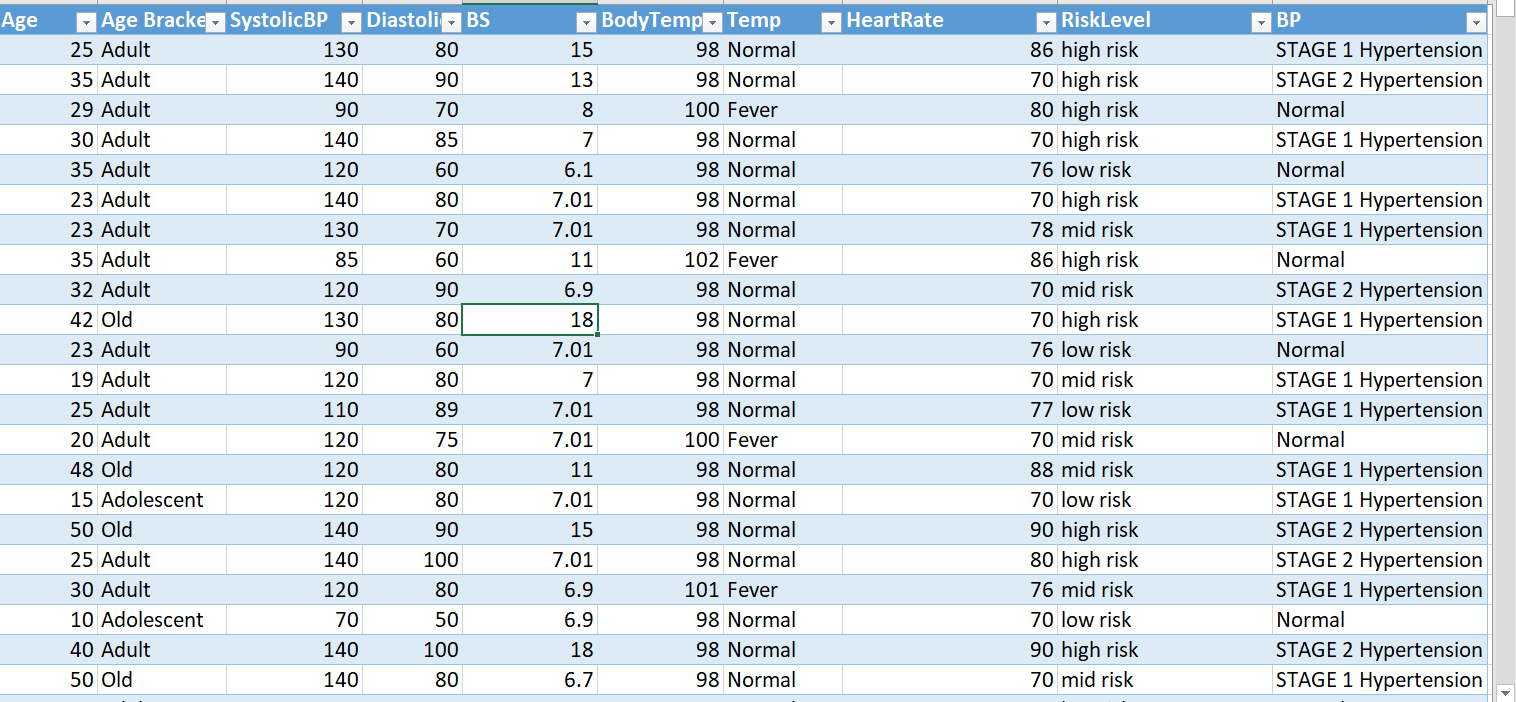 Age Age Bracke SystolicBP Diastoli BS BodyTemp Temp HeartRate RiskLevel BP
25 Adult 130 80 15 98 Normal 86 high risk STAGE 1 Hypertension
35 Adult 140 90 13 98 Normal 70 high risk STAGE 2 Hypertension
29 Adult 90 70 8 100 Fever 80 high risk Normal
30 Adult 140 85 7 98 Normal 70 high risk STAGE 1 Hypertension
35 Adult 120 60 6.1 98 Normal 76 low risk Normal
23 Adult 140 80 7.01 98 Normal 70 high risk STAGE 1 Hypertension
23 Adult 130 70 7.01 98 Normal 78 mid risk STAGE 1 Hypertension
35 Adult 85 60 11 102 Fever 86 high risk Normal
32 Adult 120 90 6.9 98 Normal 70 mid risk STAGE 2 Hypertension
42 Old 130 80 18 98 Normal 70 high risk STAGE 1 Hypertension
23 Adult 90 60 7.01 98 Normal 76 low risk Normal
19 Adult 120 80 7 98 Normal 70 mid risk STAGE 1 Hypertension
25 Adult 110 89 7.01 98 Normal 77 low risk STAGE 1 Hypertension
20 Adult 120 75 7.01 100 Fever 70 mid risk Normal
48 Old 120 80 11 98 Normal 88 mid risk STAGE 1 Hypertension
15 Adolescent 120 80 7.01 98 Normal 70 low risk STAGE 1 Hypertension
50 Old 140 90 15 98 Normal 90 high risk STAGE 2 Hypertension
25 Adult 140 100 7.01 98 Normal 80 high risk STAGE 2 Hypertension
30 Adult 120 80 6.9 101 Fever 76 mid risk STAGE 1 Hypertension
10 Adolescent 70 50 6.9 98 Normal 70 low risk Normal
40 Adult 140 100 18 98 Normal 90 high risk STAGE 2 Hypertension
50 Old 140 80 6.7 98 Normal 70 mid risk STAGE 1 Hypertension